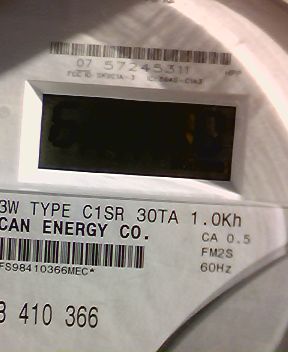 07 57245311
3W TYPE C1SR 30TA 1.0Kh
CAN ENERGY CO.
CA 0.5
FM2S
60Hz
FS98410366MEC*
8 410 366